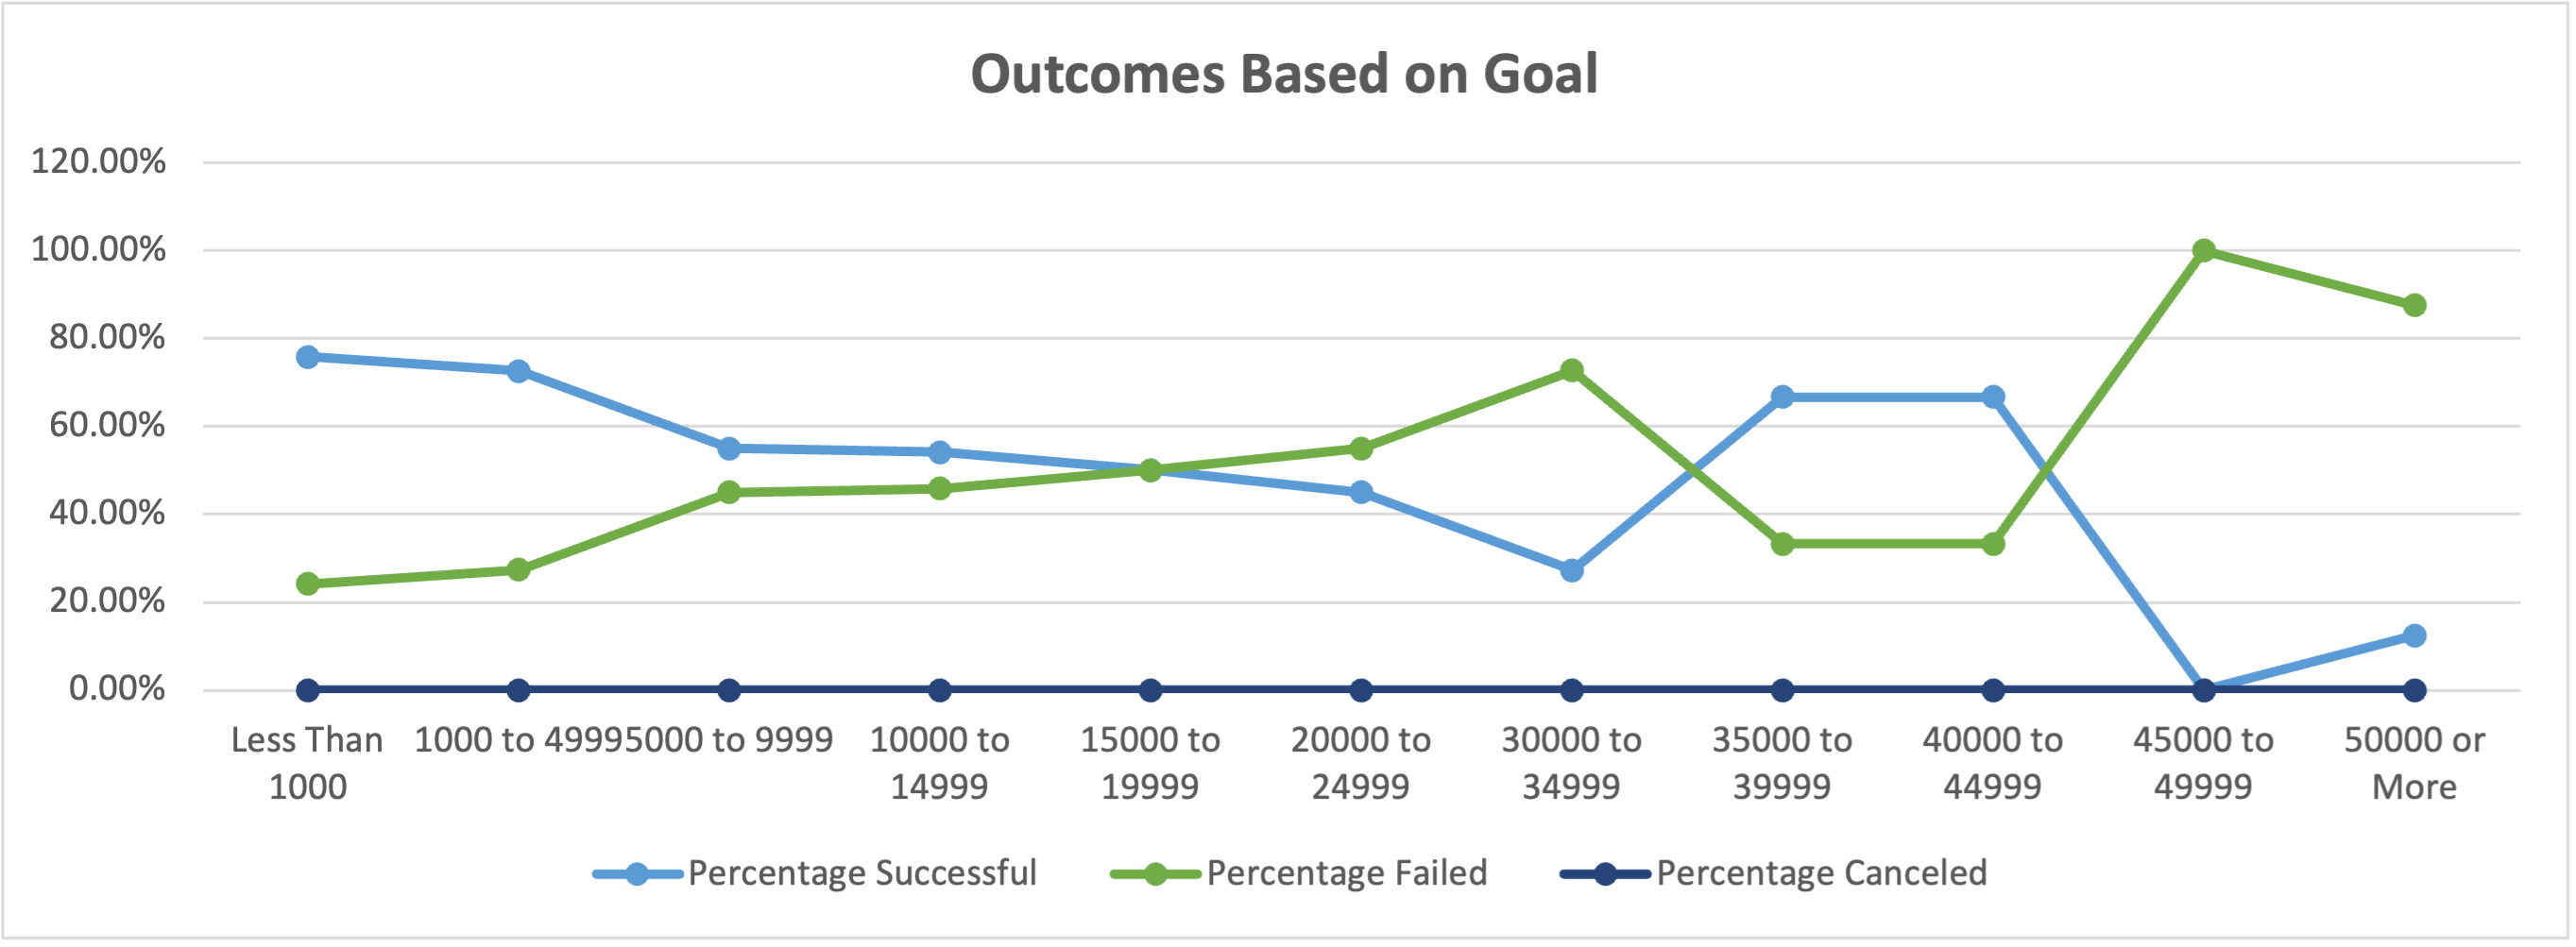 Outcomes Based on Goal
120.00%
100.00%
80.00%
60.00%
40.00%
20.00%
0.00%
Less Than 1000 to 4999 5000 to 9999 10000 to 15000 to 20000 to 30000 to 35000 to 40000 to 45000 to 50000 or
1000 14999 19999 24999 34999 39999 44999 49999 More
Percentage Successful Percentage Failed Percentage Canceled